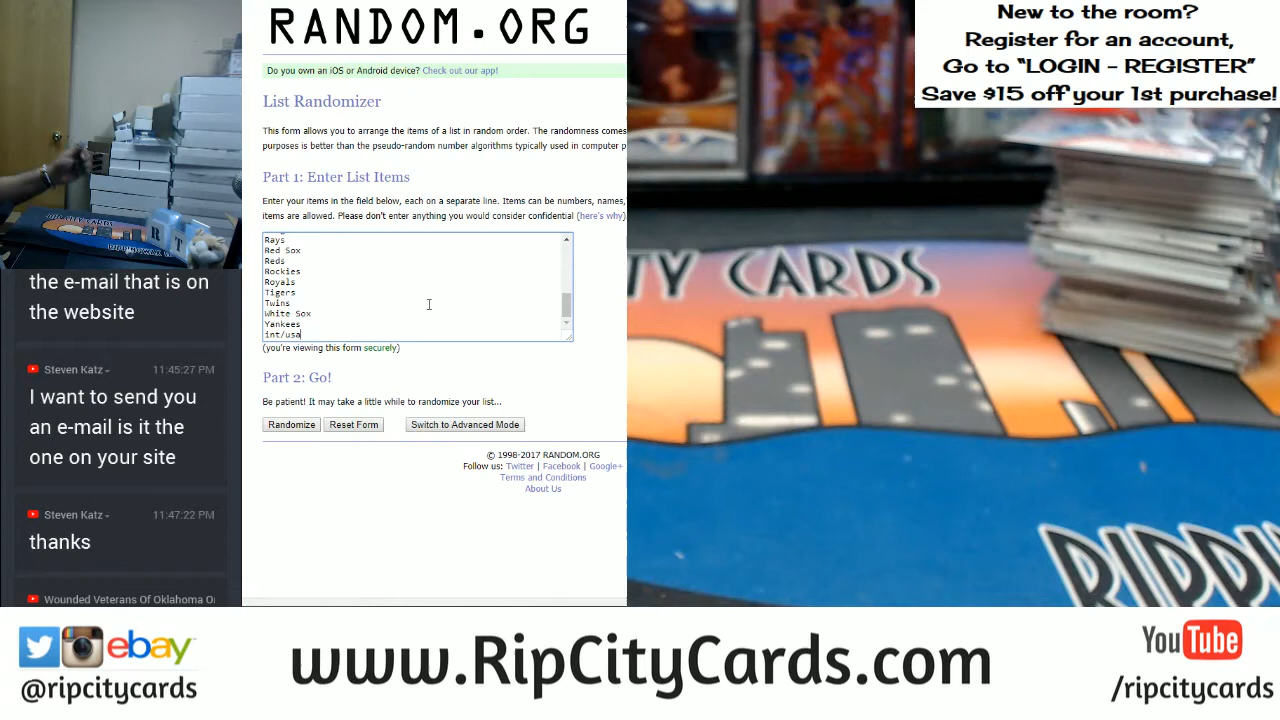 RANDOM.ORG
Do you own an iOS or Android device? Check out our app!
List Randomizer
This form allows you to arrange the items of a list in random order. The randomness comes
purposes is better than the pseudo-random number algorithms typically used in computer p
Part 1: Enter List Items
Enter your items in the field below, each on a separate line. Items can be numbers, names,
items are allowed. Please don't enter anything you would consider confidential (here's why)
Rays
Red Sox
Reds
Rockies
Royals
Tigers
Twins
White Sox
Yankees
int/usa
(you're viewing this form securely)
Part 2: Go!
Be patient! It may take a little while to randomize your list...
Randomize Reset Form Switch to Advanced Mode
© 1998-2017 RANDOM.ORG
Follow us: Twitter | Facebook | Google+
Terms and Conditions
About Us
the e-mail that is on
the website
Steven Katz 11:45:27 PM
I want to send you
an e-mail is it the
one on your site
Steven Katz 11:47:22 PM
thanks
Wounded Veterans Of Oklahoma
New to the room?
Register for an account,
Go to "LOGIN - REGISTER"
Save $15 off your 1st purchase!
RIP CITY CARDS
R T
TY CARDS
RIPPIN
ebay
@ripcitycards
www.RipCityCards.com
YouTube
/ripcitycards